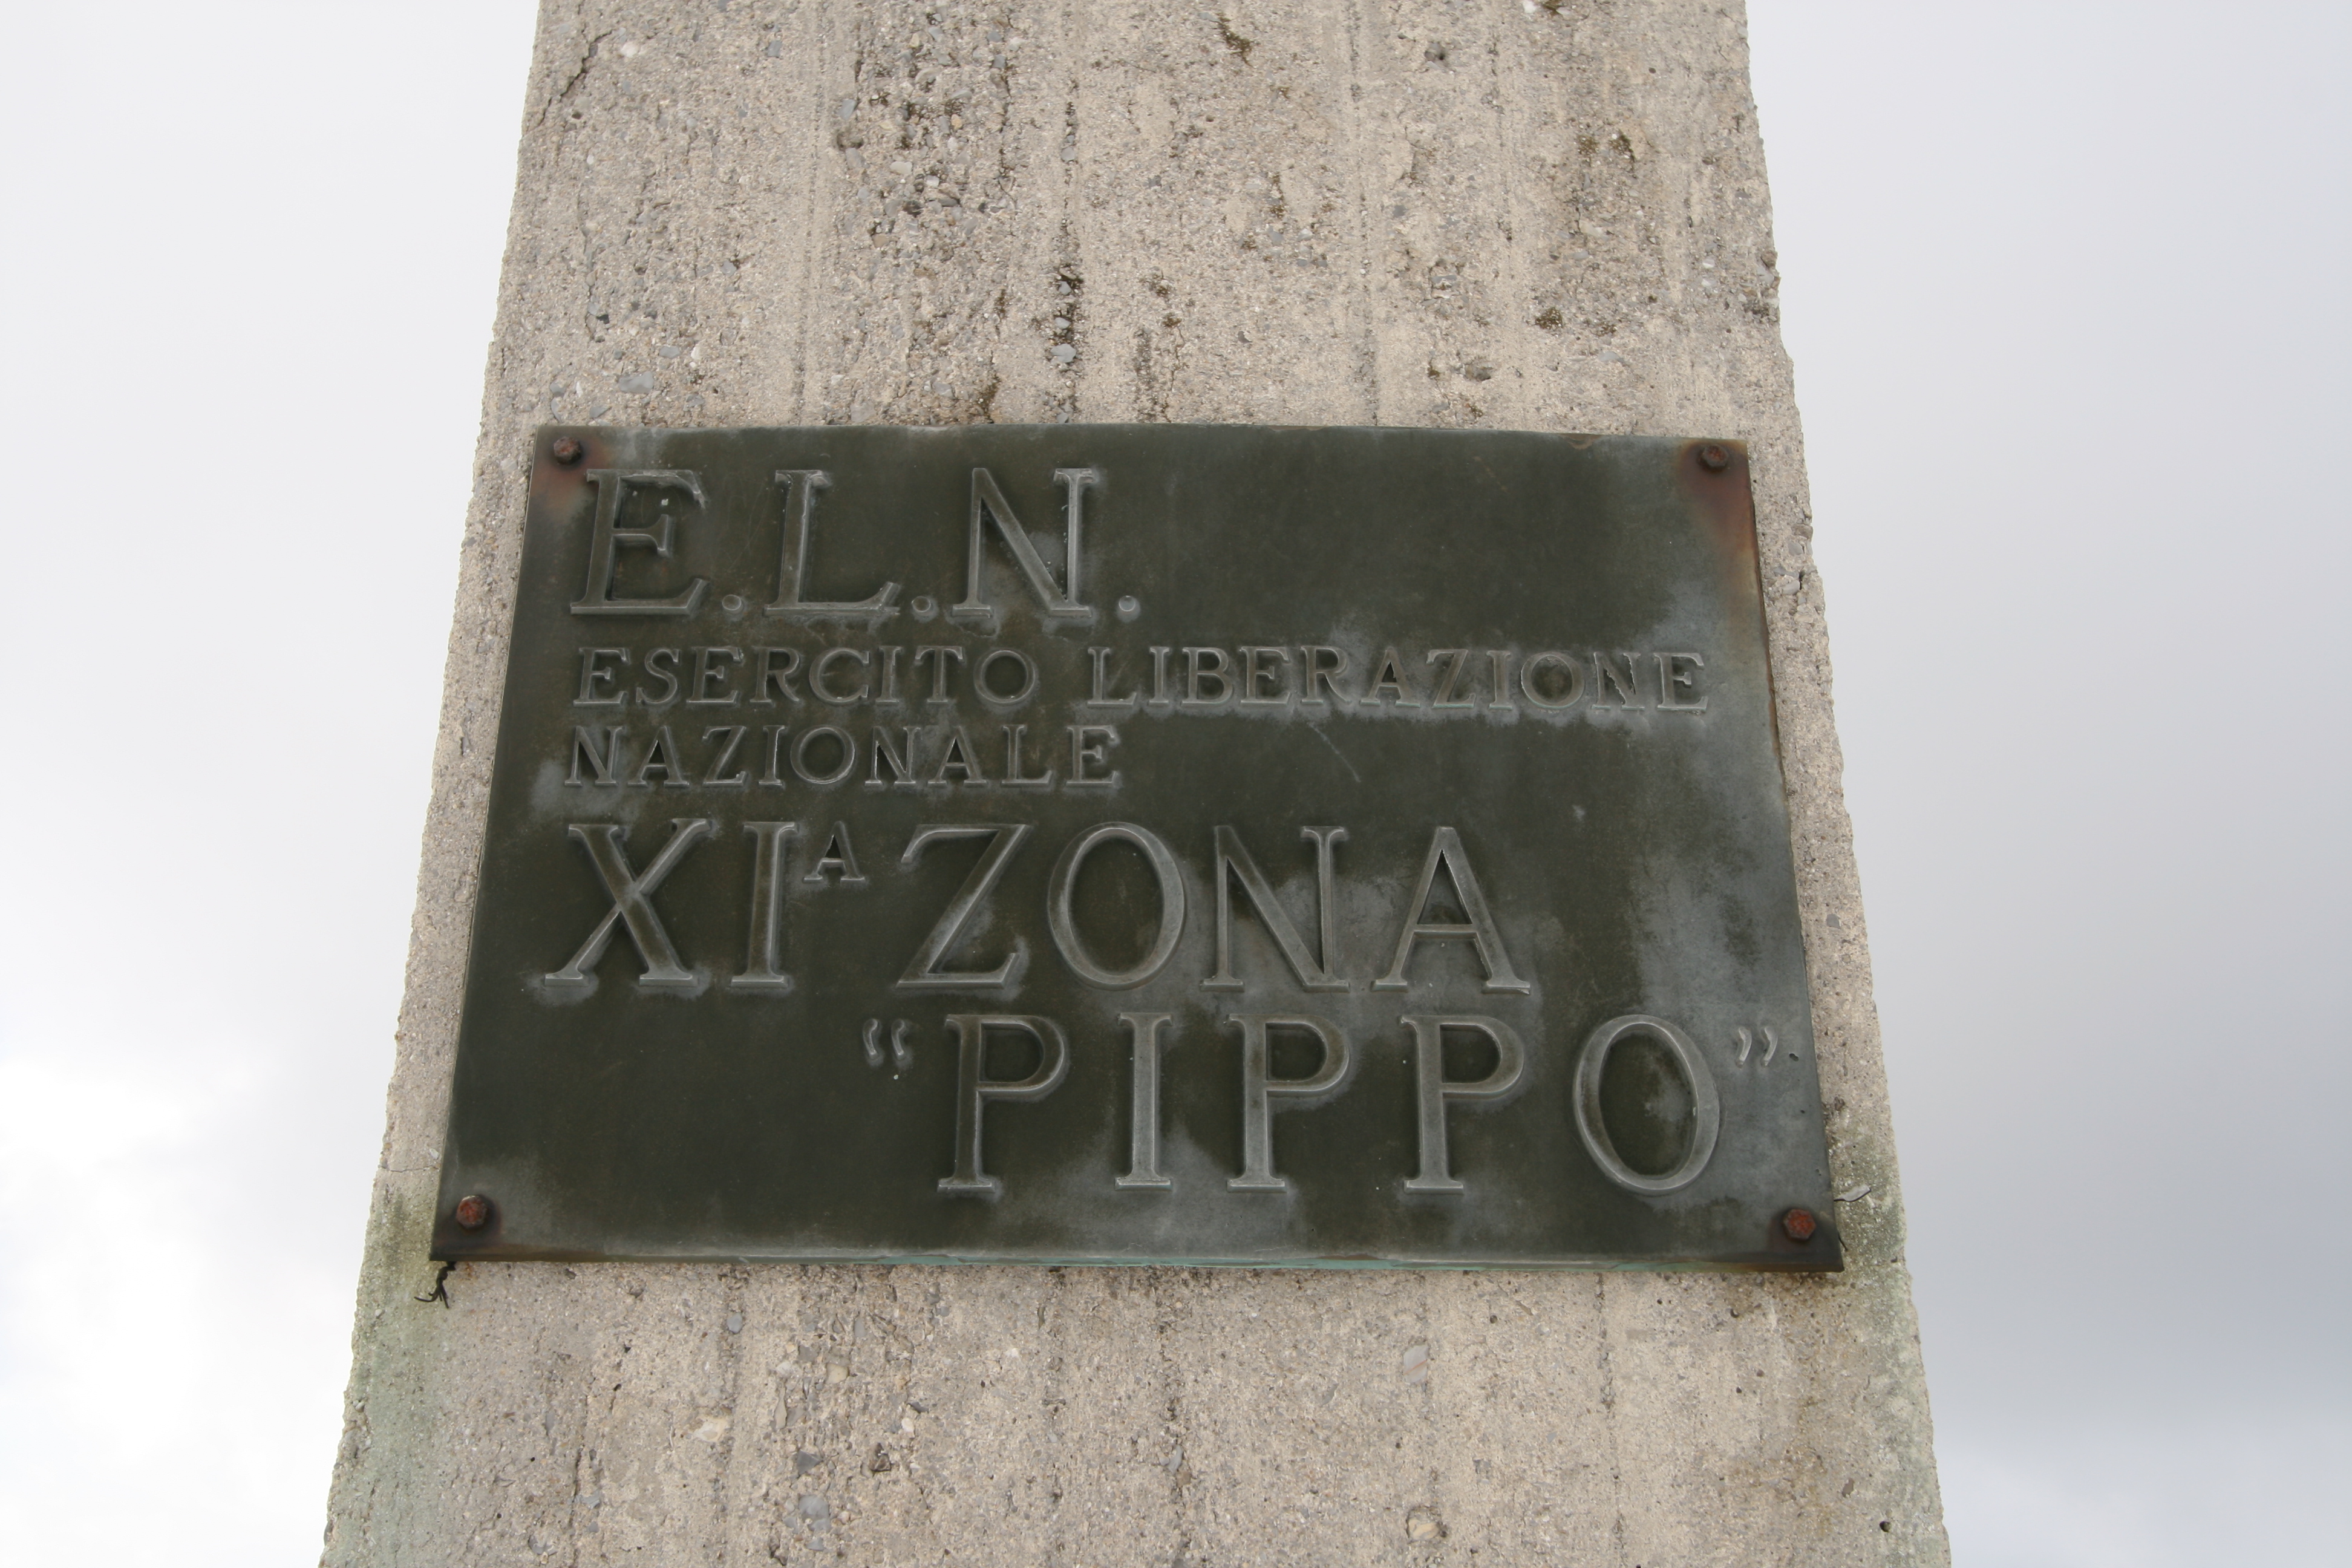 E.L.N.
ESERCITO LIBERAZIONE
NAZIONALE
XIᴬ ZONA
“PIPPO”